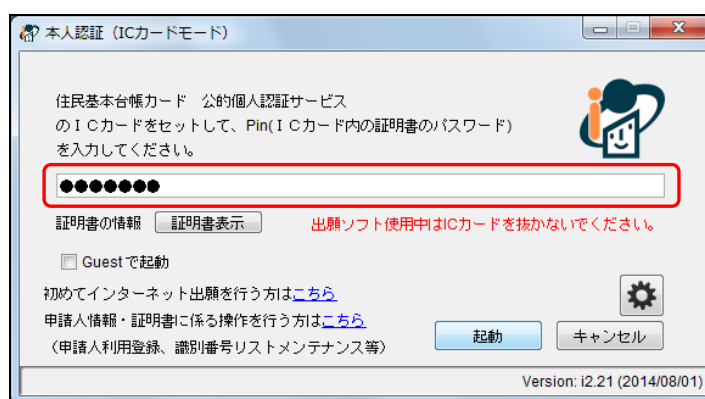 本人認証（ICカードモード）
住民基本台帳カード　公的個人認証サービス
のＩＣカードをセットして、Pin(ＩＣカード内の証明書のパスワード)
を入力してください。
●●●●●●●
証明書の情報 証明書表示 出願ソフト使用中はICカードを抜かないでください。
Guestで起動
初めてインターネット出願を行う方はこちら
申請人情報・証明書に係る操作を行う方はこちら
（申請人利用登録、識別番号リストメンテナンス等）
起動 キャンセル
Version: i2.21 (2014/08/01)